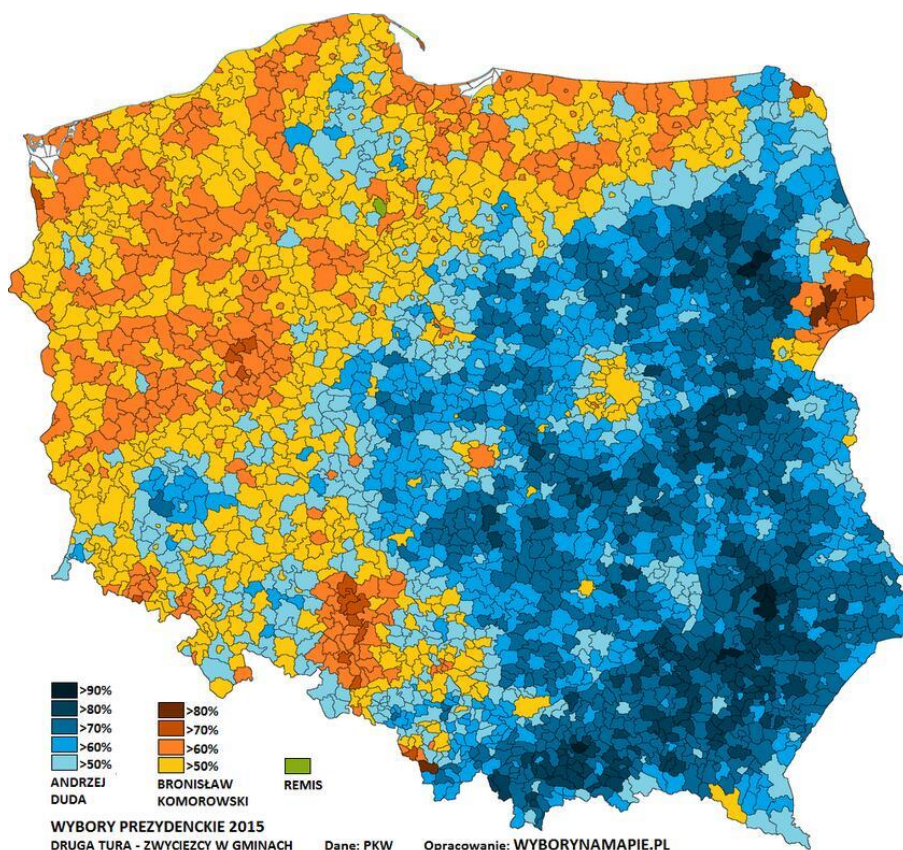 >90%
>80%
>70%
>60%
>50%
ANDRZEJ
DUDA
>80%
>70%
>60%
>50%
BRONISŁAW
KOMOROWSKI
REMIS
WYBORY PREZYDENCKIE 2015
DRUGA TURA - ZWYCIĘZCY W GMINACH Dane: PKW Opracowanie: WYBORYNAMAPIE.PL